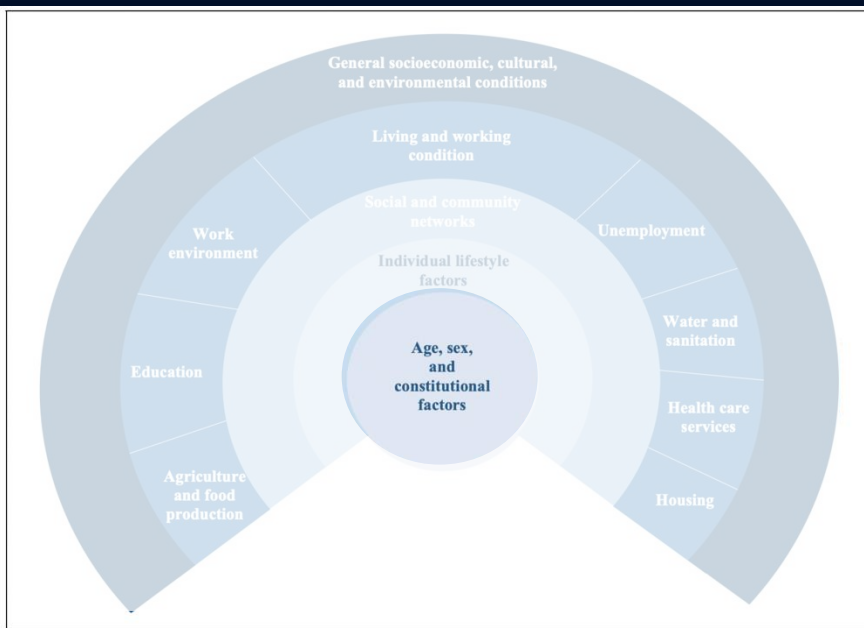 General socioeconomic, cultural,
and environmental conditions
Living and working
condition
Social and community
networks
Individual lifestyle
factors
Age, sex,
and
constitutional
factors
Work
environment
Education
Agriculture
and food
production
Unemployment
Water and
sanitation
Health care
services
Housing